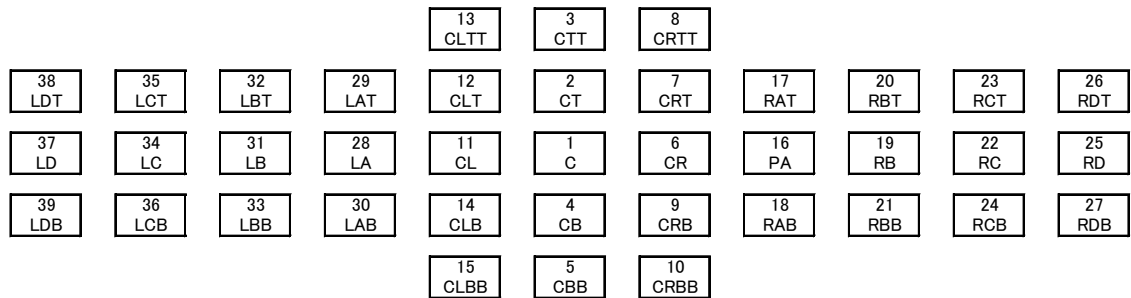 13 3 8
CLTT CTT CRTT
38 35 32 29 12 2 7 17 20 23 26
LDT LCT LBT LAT CLT CT CRT RAT RBT RCT RDT
37 34 31 28 11 1 6 16 19 22 25
LD LC LB LA CL C CR PA RB RC RD
39 36 33 30 14 4 9 18 21 24 27
LDB LCB LBB LAB CLB CB CRB RAB RBB RCB RDB
15 5 10
CLBB CBB CRBB